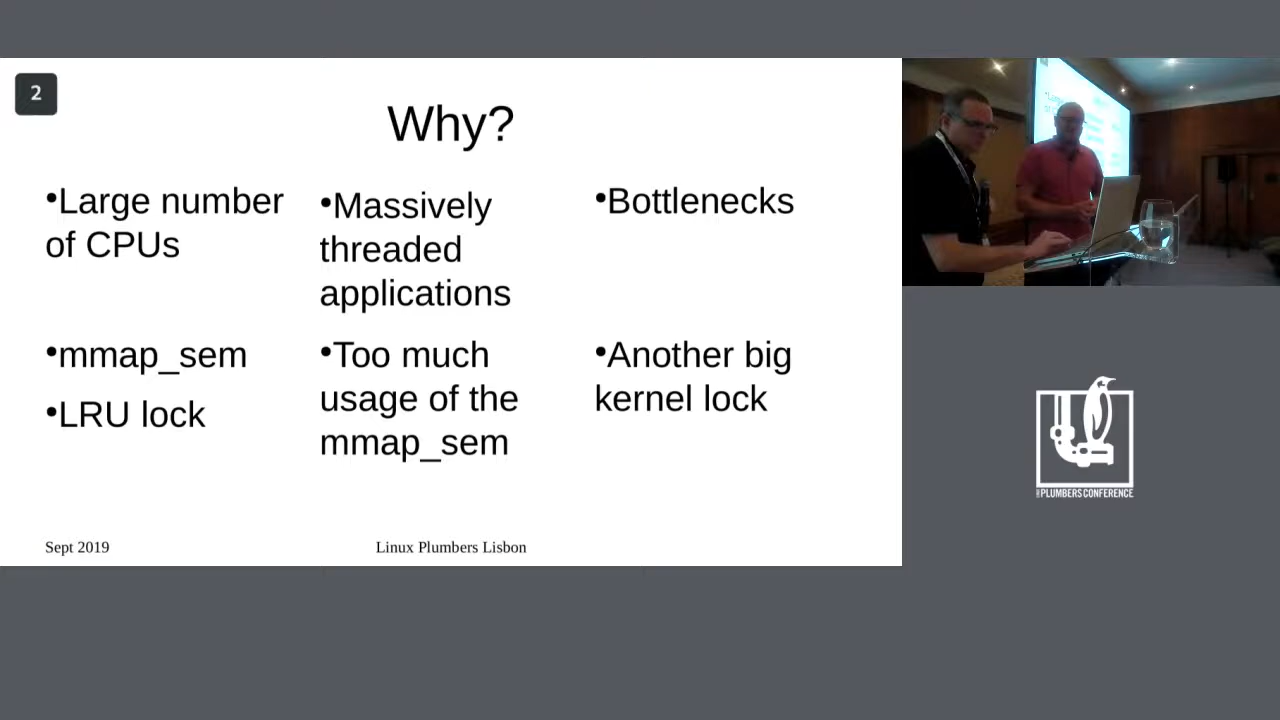 2
Why?
•Large number
of CPUs
•Massively
threaded
applications
•Bottlenecks
•mmap_sem
•LRU lock
•Too much
usage of the
mmap_sem
•Another big
kernel lock
Sept 2019
Linux Plumbers Lisbon
PLUMBERS CONFERENCE